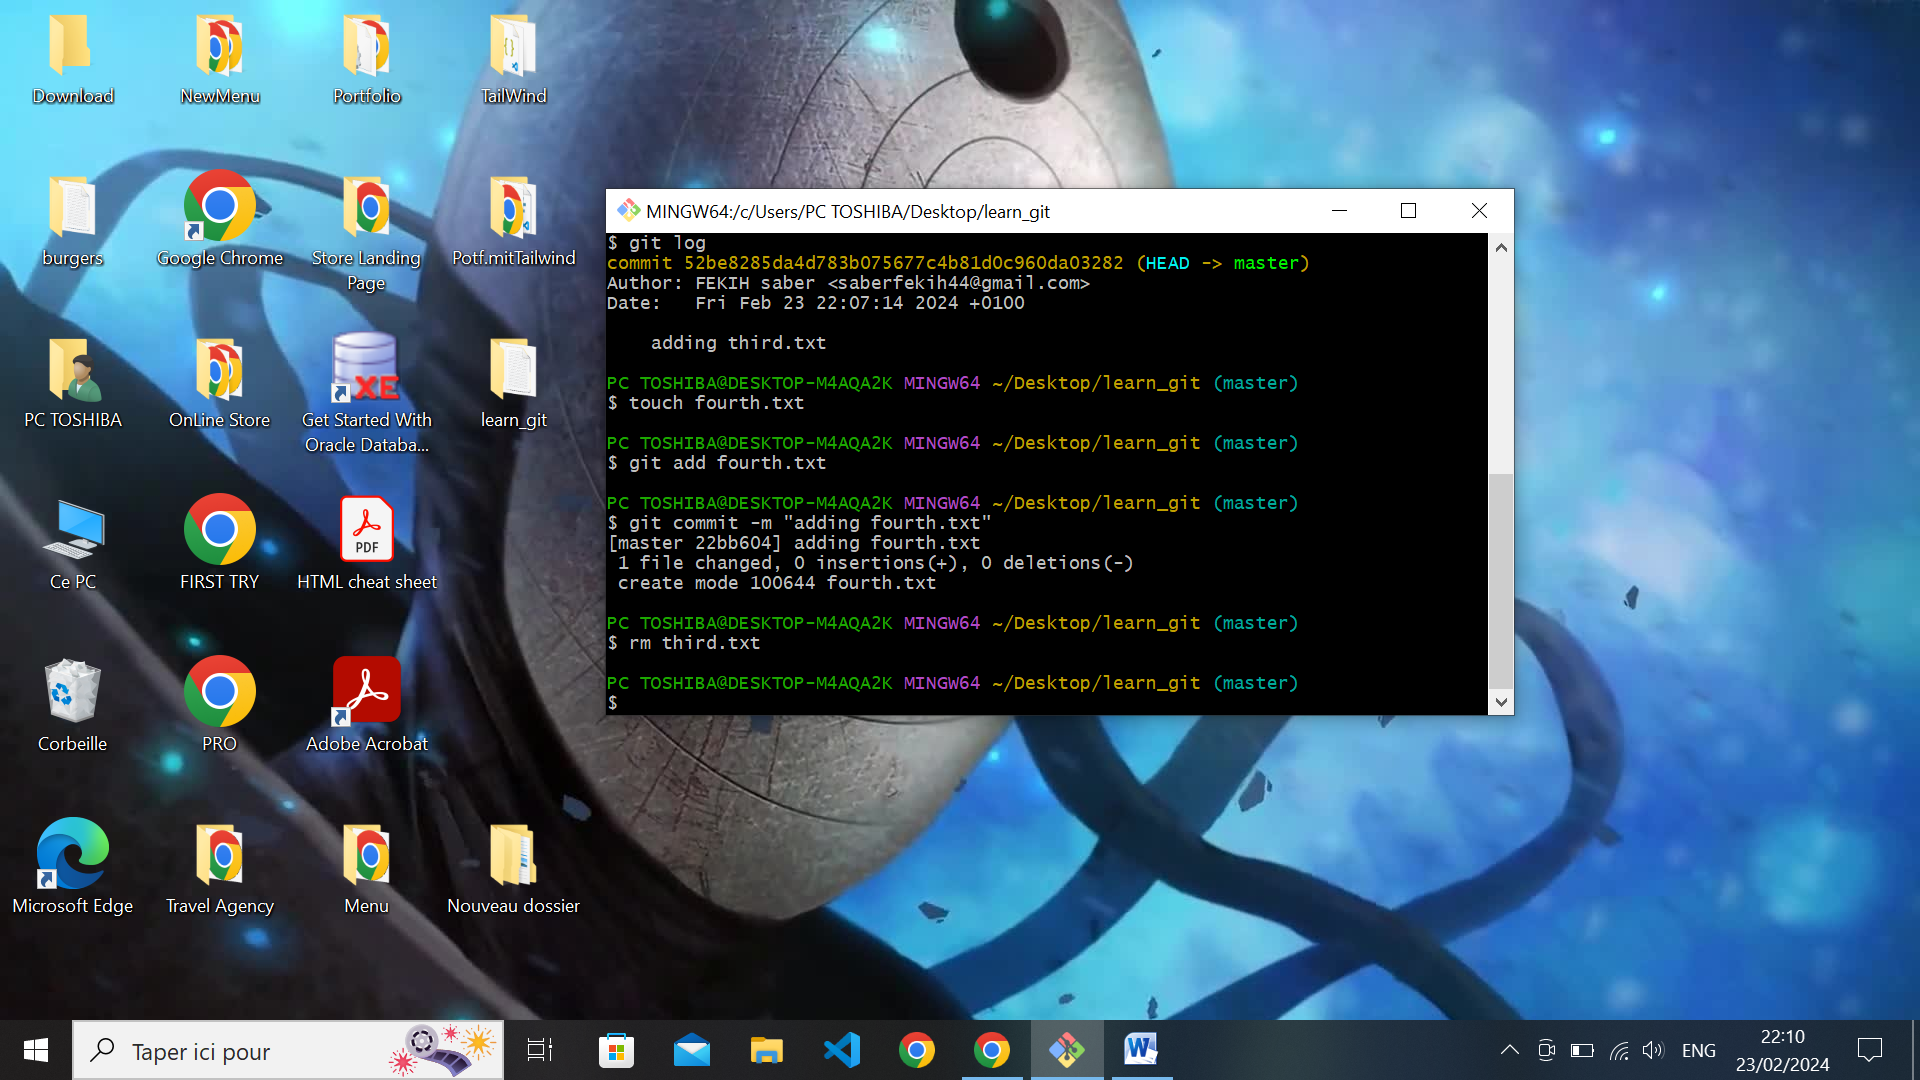 Download
NewMenu
Portfolio
TailWind
burgers
Google Chrome
Store Landing
Page
Potf.mitTailwind
PC TOSHIBA
OnLine Store
XE
Get Started With
Oracle Databa...
learn_git
Ce PC
FIRST TRY
PDF
HTML cheat sheet
Corbeille
PRO
Adobe Acrobat
Microsoft Edge
Travel Agency
Menu
Nouveau dossier
MINGW64:/c/Users/PC TOSHIBA/Desktop/learn_git
$ git log
commit 52be8285da4d783b075677c4b81d0c960da03282 (HEAD -> master)
Author: FEKIH saber <saberfekih44@gmail.com>
Date:   Fri Feb 23 22:07:14 2024 +0100
    adding third.txt
PC TOSHIBA@DESKTOP-M4AQA2K MINGW64 ~/Desktop/learn_git (master)
$ touch fourth.txt
PC TOSHIBA@DESKTOP-M4AQA2K MINGW64 ~/Desktop/learn_git (master)
$ git add fourth.txt
PC TOSHIBA@DESKTOP-M4AQA2K MINGW64 ~/Desktop/learn_git (master)
$ git commit -m "adding fourth.txt"
[master 22bb604] adding fourth.txt
 1 file changed, 0 insertions(+), 0 deletions(-)
 create mode 100644 fourth.txt
PC TOSHIBA@DESKTOP-M4AQA2K MINGW64 ~/Desktop/learn_git (master)
$ rm third.txt
PC TOSHIBA@DESKTOP-M4AQA2K MINGW64 ~/Desktop/learn_git (master)
$
Taper ici pour
W
ENG
22:10
23/02/2024